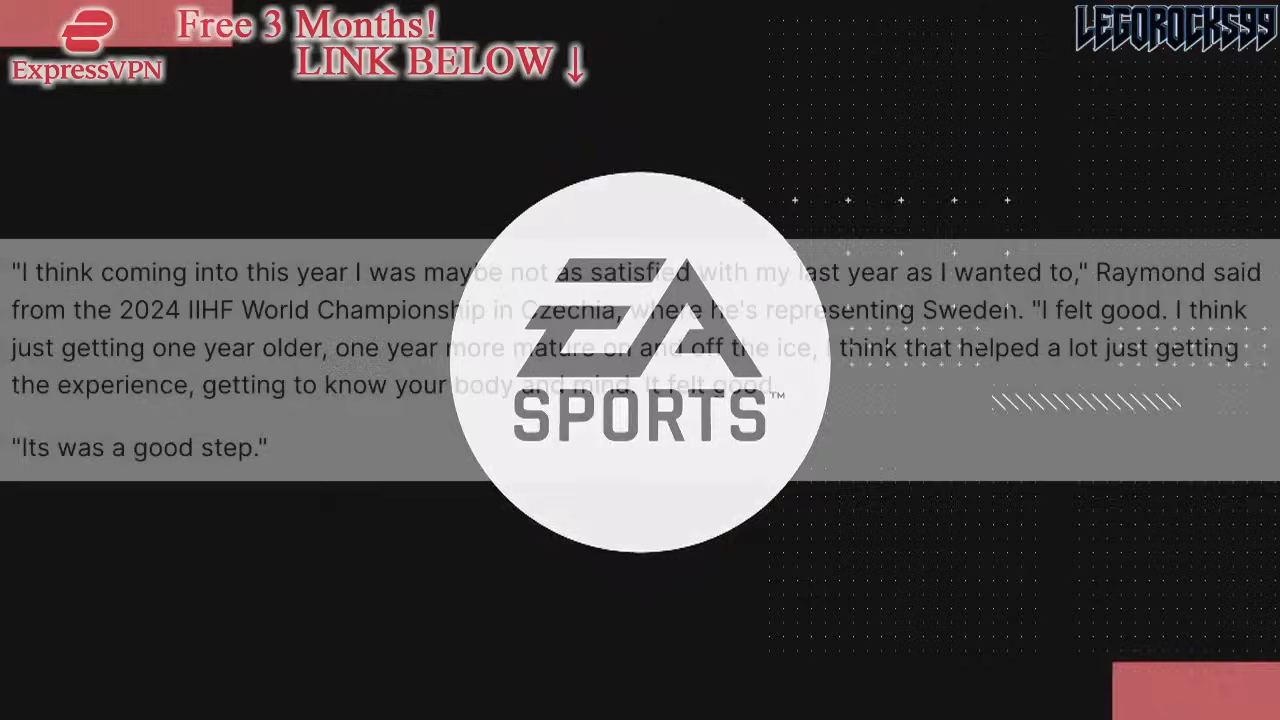 Free 3 Months!
LINK BELOW ↓
ExpressVPN
LEGOROCKS99
"I think coming into this year I was maybe not as satisfied with my last year as I wanted to," Raymond said
from the 2024 IIHF World Championship in Czechia, where he's representing Sweden. "I felt good. I think
just getting one year older, one year more mature on and off the ice, I think that helped a lot just getting
the experience, getting to know your body and mind. It felt good.
"Its was a good step."
EA
SPORTS™